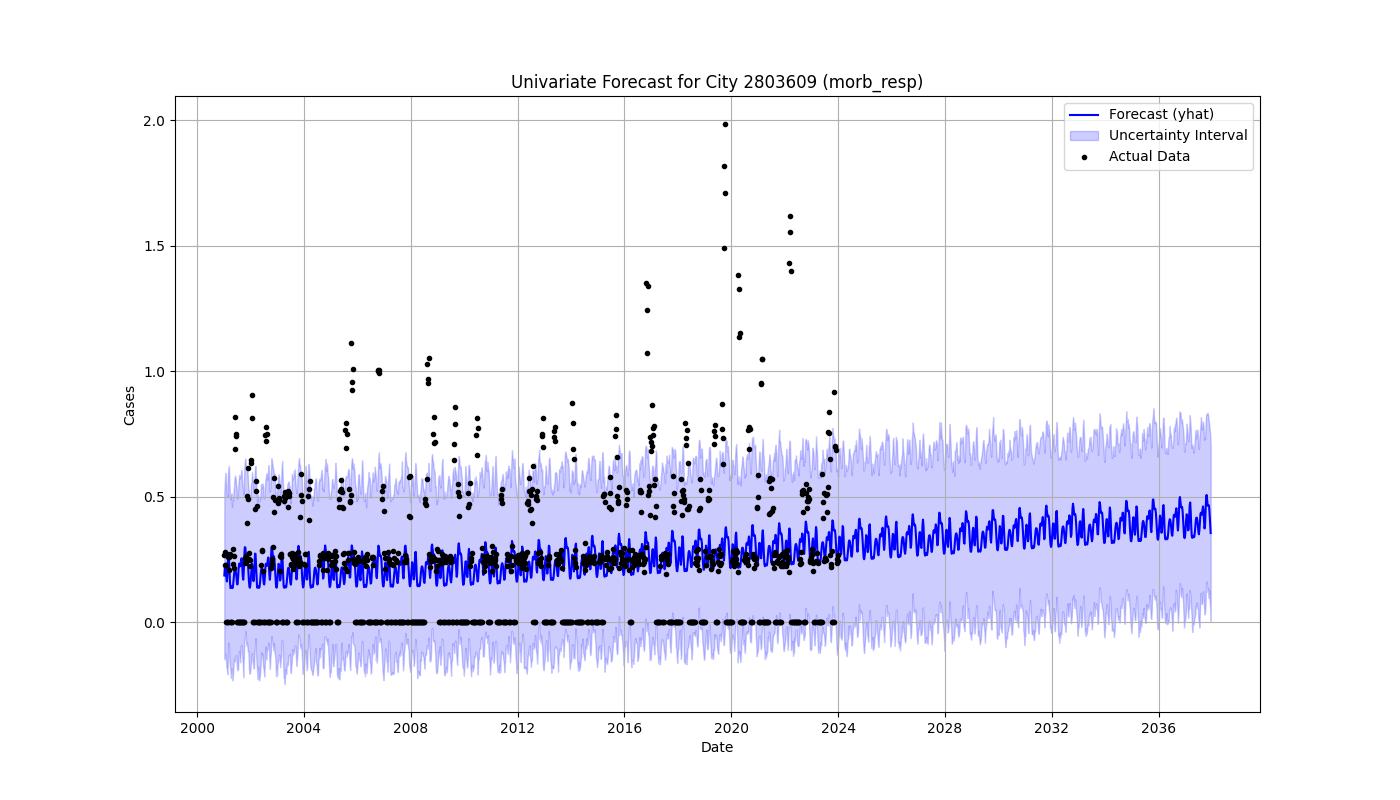 Univariate Forecast for City 2803609 (morb_resp)
Forecast (yhat)
Uncertainty Interval
Actual Data
2.0
1.5
1.0
0.5
0.0
Cases
2000 2004 2008 2012 2016 2020 2024 2028 2032 2036
Date